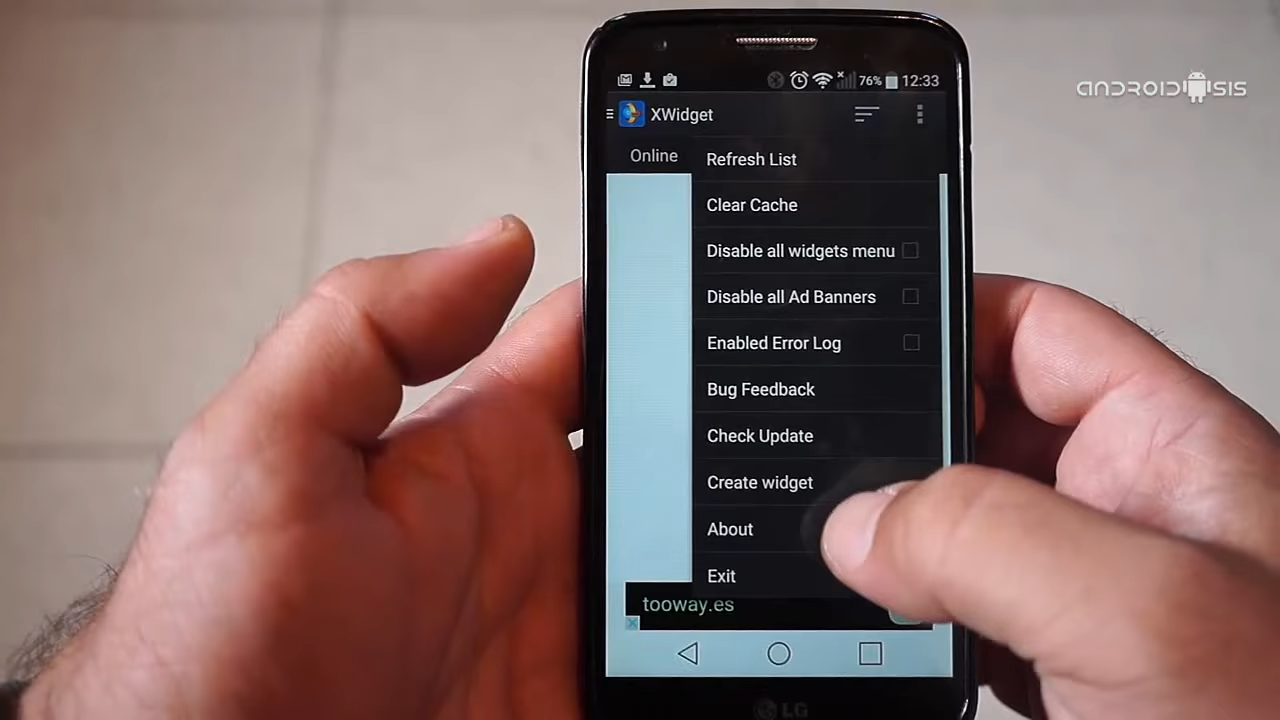 ANDROIDSIS
76% 12:33
XWidget
Online
Refresh List
Clear Cache
Disable all widgets menu
Disable all Ad Banners
Enabled Error Log
Bug Feedback
Check Update
Create widget
About
Exit
tooway.es
LG